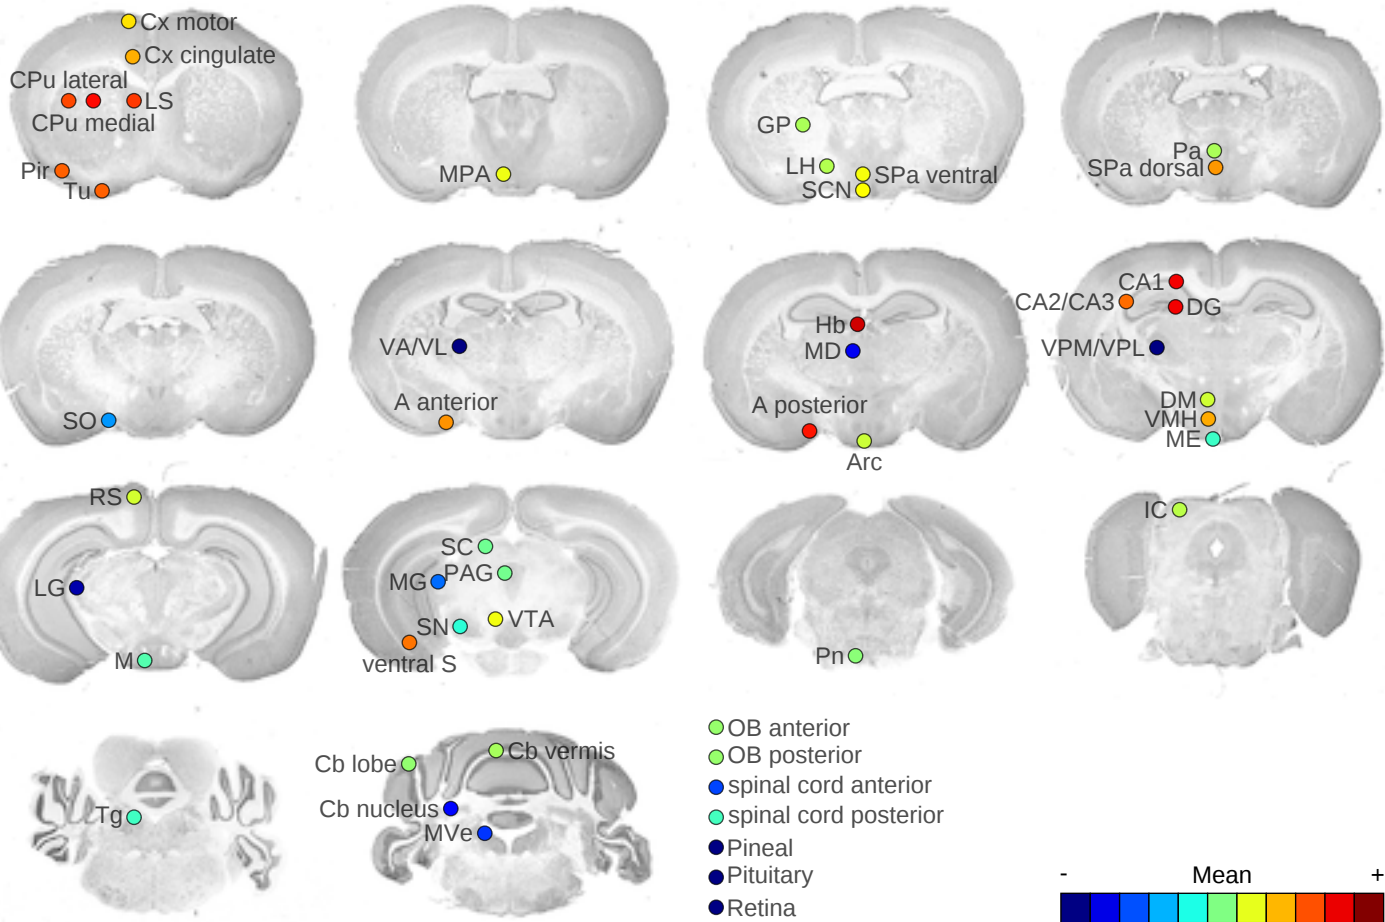 Cx motor
Cx cingulate
CPu lateral
LS
CPu medial
Pir
Tu
MPA
GP
LH
SPa ventral
SCN
Pa
SPa dorsal
SO
VA/VL
A anterior
Hb
MD
A posterior
Arc
CA1
CA2/CA3
DG
VPM/VPL
DM
VMH
ME
RS
LG
M
SC
MG
PAG
SN
VTA
ventral S
Pn
IC
Tg
Cb lobe
Cb vermis
Cb nucleus
MVe
OB anterior
OB posterior
spinal cord anterior
spinal cord posterior
Pineal
Pituitary
Retina
- Mean +